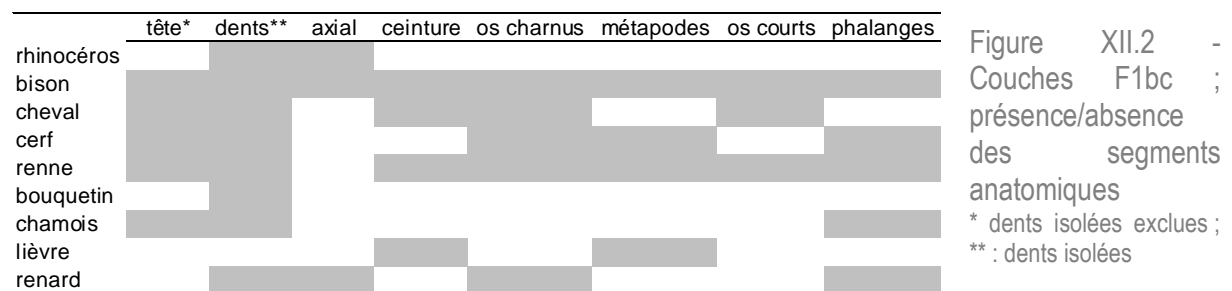 tête* dents** axial ceinture os charnus métapodes os courts phalanges
rhinocéros
bison
cheval
cerf
renne
bouquetin
chamois
lièvre
renard
Figure XII.2 -
Couches F1bc ;
présence/absence
des segments
anatomiques
* dents isolées exclues ;
** : dents isolées